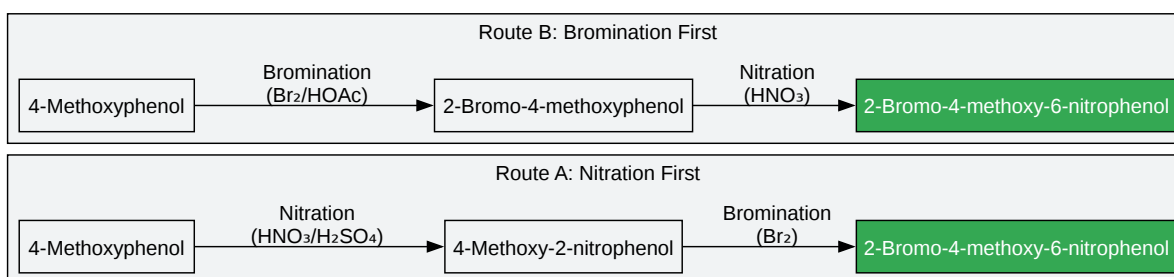 Route B: Bromination First
Bromination
(Br₂/HOAc)
Nitration
(HNO₃)
4-Methoxyphenol
2-Bromo-4-methoxyphenol
2-Bromo-4-methoxy-6-nitrophenol
Route A: Nitration First
Nitration
(HNO₃/H₂SO₄)
Bromination
(Br₂)
4-Methoxyphenol
4-Methoxy-2-nitrophenol
2-Bromo-4-methoxy-6-nitrophenol